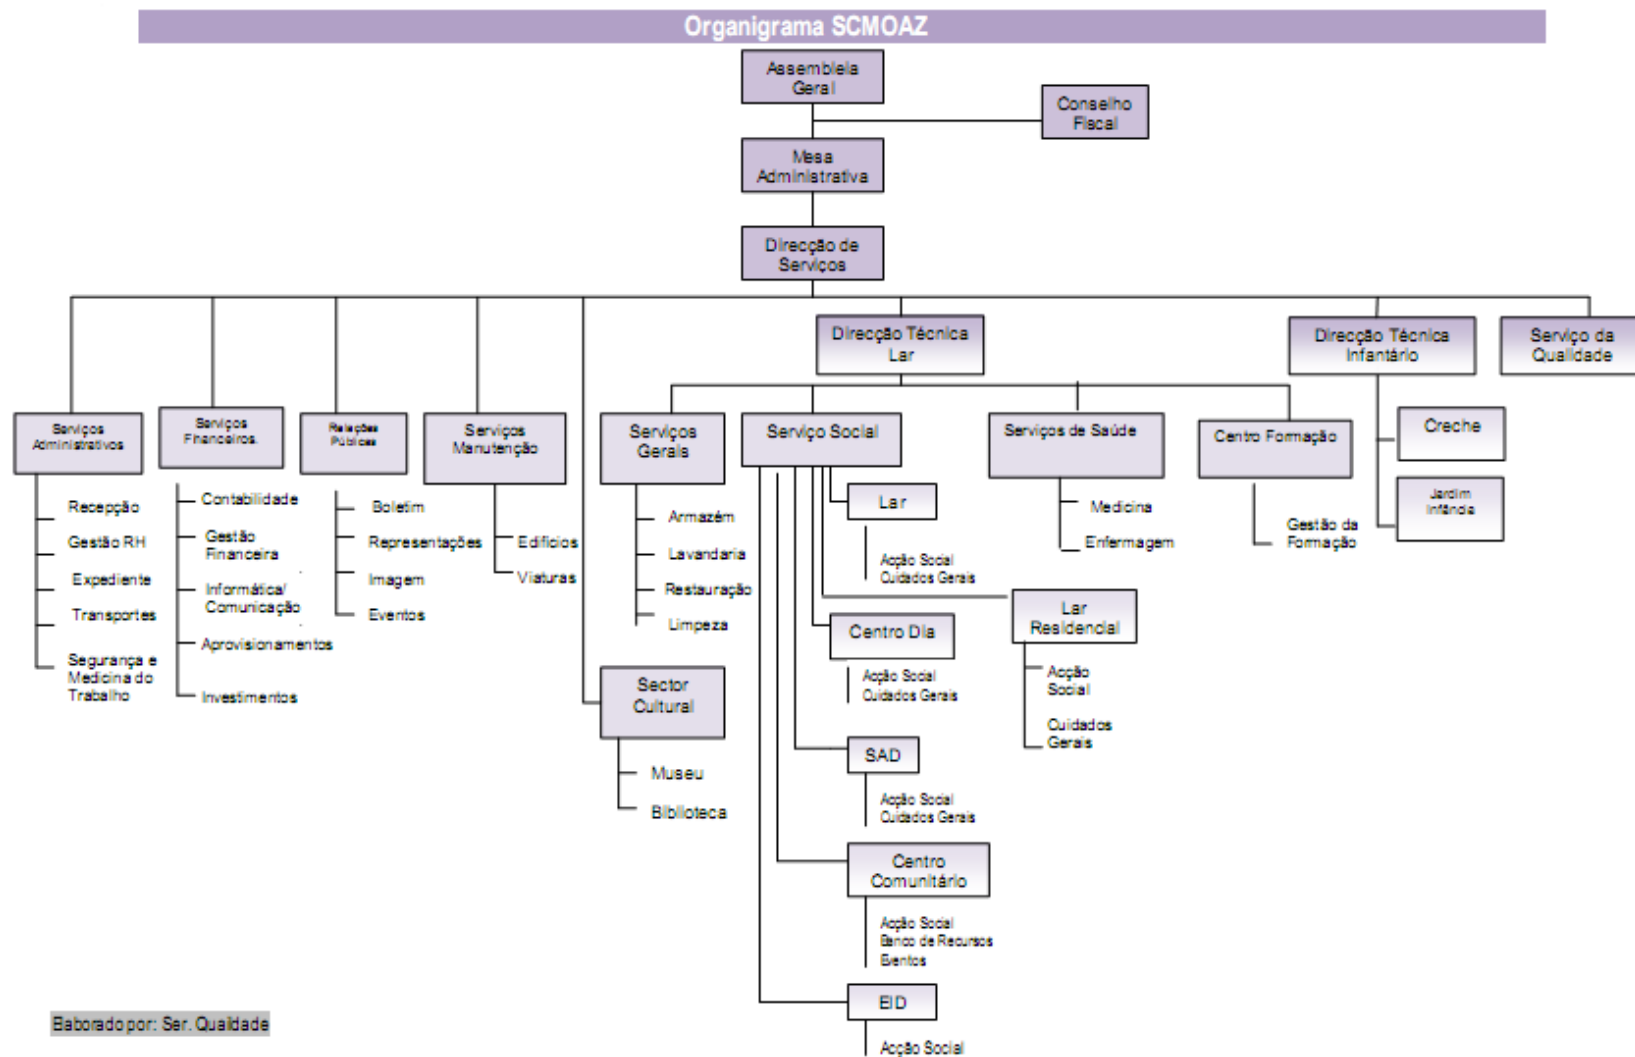 Organigrama SCMOAZ
Assembleia
Geral
Conselho
Fiscal
Mesa
Administrativa
Direcção de
Serviços
Direcção Técnica
Lar
Direcção Técnica
Infantário
Serviço da
Qualidade
Serviços
Administrativos
Recepção
Gestão RH
Expediente
Transportes
Segurança e
Medicina do
Trabalho
Serviços
Financeiros.
Contabilidade
Gestão
Financeira
Informática/
Comunicação
Aprovisionamentos
Investimentos
Relações
Públicas
Boletim
Representações
Imagem
Eventos
Serviços
Manutenção
Edifícios
Viaturas
Sector
Cultural
Museu
Biblioteca
Serviços
Gerais
Armazém
Lavandaria
Restauração
Limpeza
Serviço Social
Lar
Acção Social
Cuidados Gerais
Lar
Residencial
Acção
Social
Cuidados
Gerais
Centro Dia
Acção Social
Cuidados Gerais
SAD
Acção Social
Cuidados Gerais
Centro
Comunitário
Acção Social
Banco de Recursos
Eventos
EID
Acção Social
Serviços de Saúde
Medicina
Enfermagem
Centro Formação
Gestão da
Formação
Creche
Jardim
Infância
Elaborado por: Ser. Qualidade